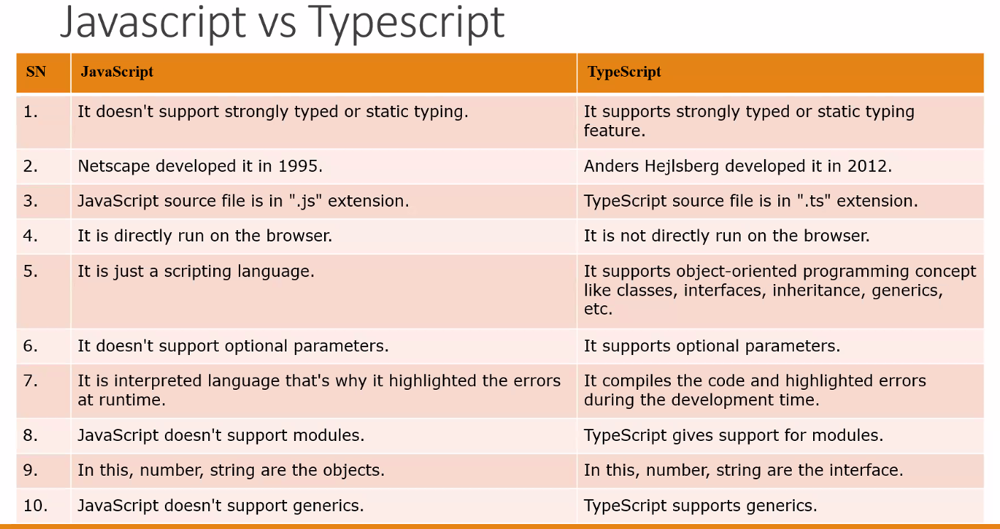 Javascript vs Typescript
SN JavaScript TypeScript
1. It doesn't support strongly typed or static typing. It supports strongly typed or static typing
feature.
2. Netscape developed it in 1995. Anders Hejlsberg developed it in 2012.
3. JavaScript source file is in ".js" extension. TypeScript source file is in ".ts" extension.
4. It is directly run on the browser. It is not directly run on the browser.
5. It is just a scripting language. It supports object-oriented programming concept
like classes, interfaces, inheritance, generics,
etc.
6. It doesn't support optional parameters. It supports optional parameters.
7. It is interpreted language that's why it highlighted the errors
at runtime.
It compiles the code and highlighted errors
during the development time.
8. JavaScript doesn't support modules. TypeScript gives support for modules.
9. In this, number, string are the objects. In this, number, string are the interface.
10. JavaScript doesn't support generics. TypeScript supports generics.